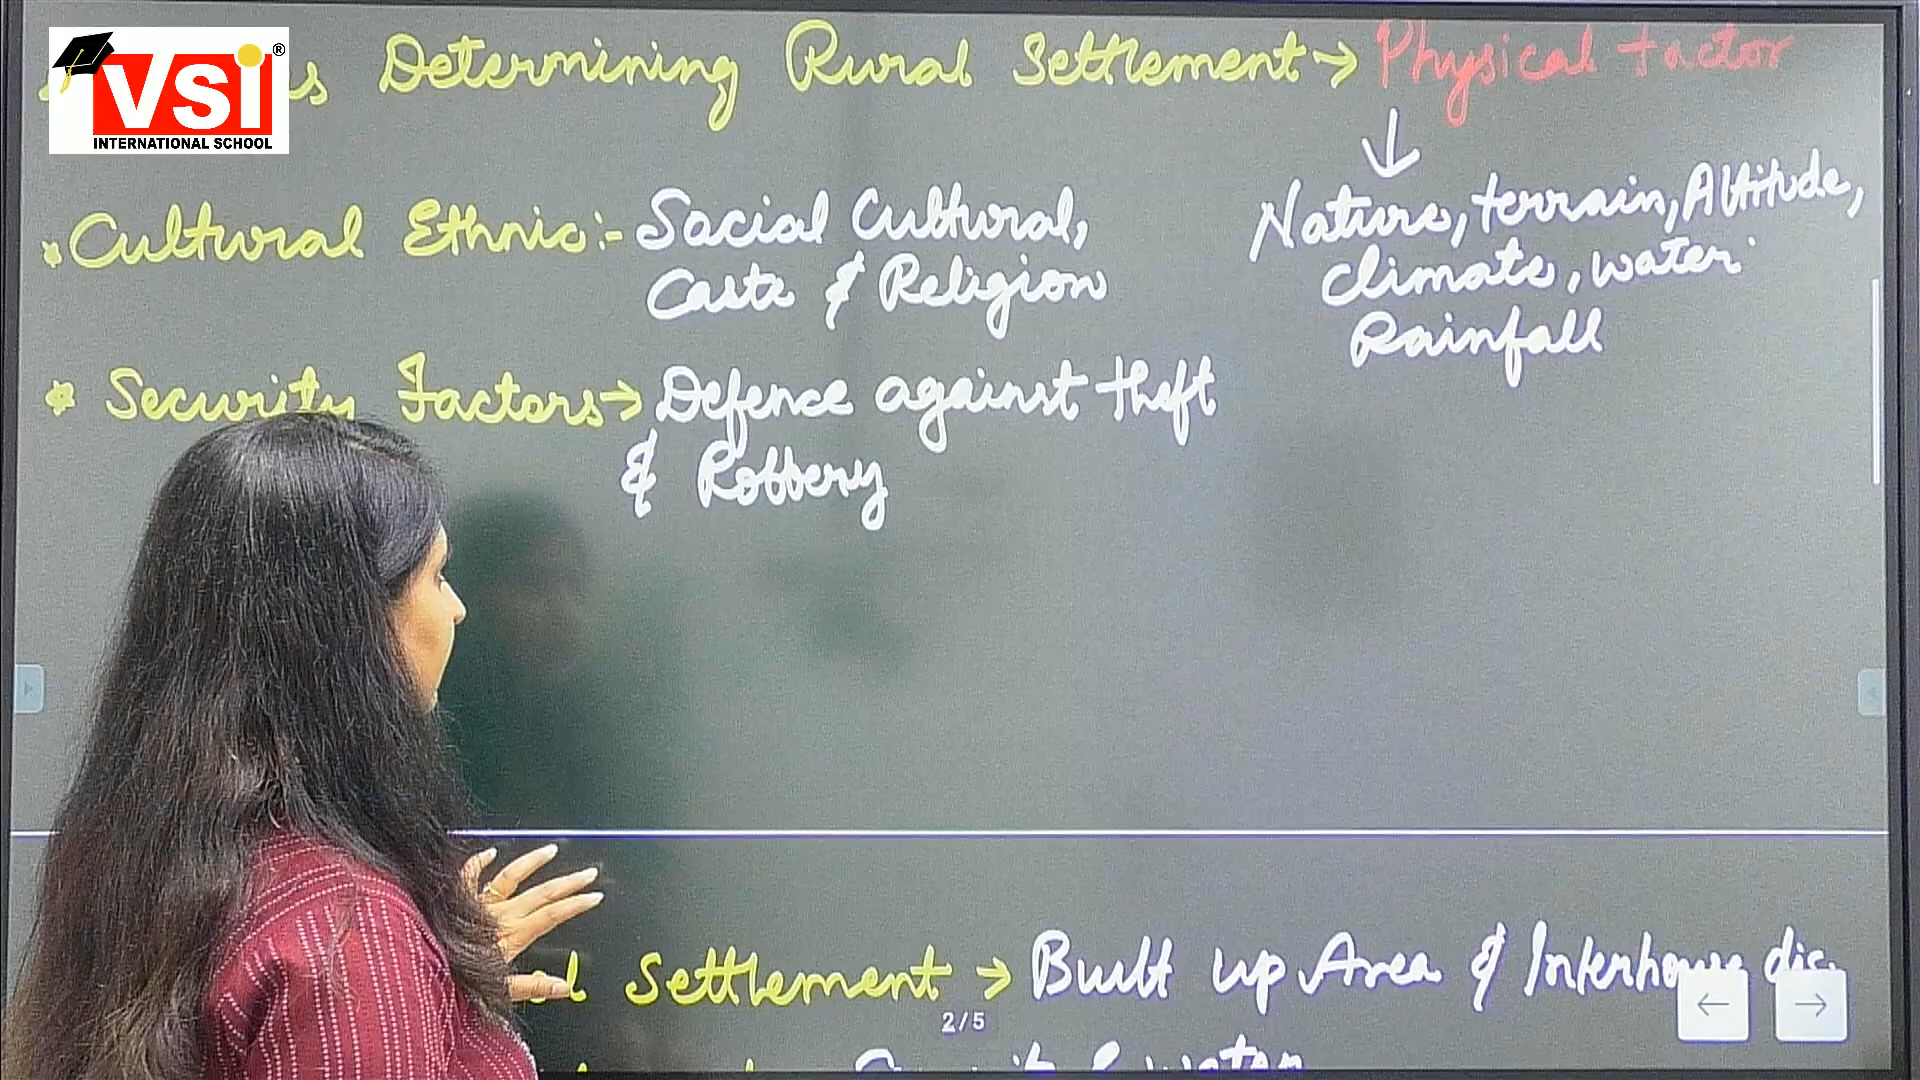 VSI ®
INTERNATIONAL SCHOOL
Determining Rural Settlement → Physical factor
↓
* Cultural Ethnic:- Social Cultural,
Caste & Religion
Nature, terrain, Altitude,
climate, water
Rainfall
* Security Factors → Defence against theft
& Robbery
Settlement → Built up Area & Interhouse dis.
2/5
& water